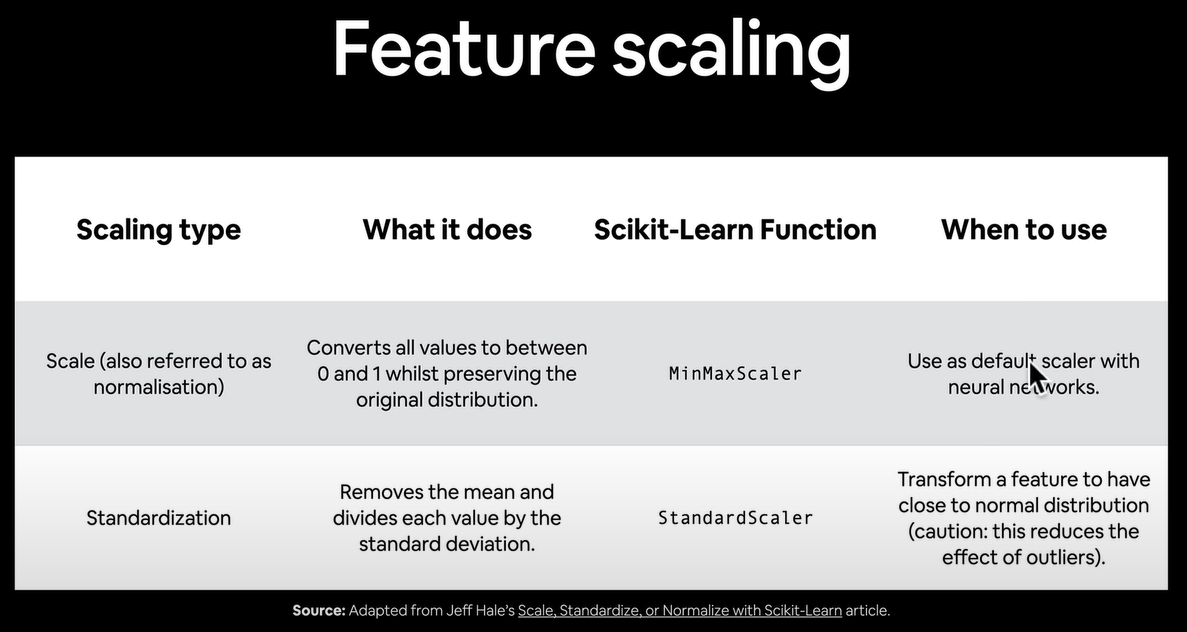 Feature scaling
Scaling type
What it does
Scikit-Learn Function
When to use
Scale (also referred to as
normalisation)
Converts all values to between
0 and 1 whilst preserving the
original distribution.
MinMaxScaler
Use as default scaler with
neural networks.
Standardization
Removes the mean and
divides each value by the
standard deviation.
StandardScaler
Transform a feature to have
close to normal distribution
(caution: this reduces the
effect of outliers).
Source: Adapted from Jeff Hale’s Scale, Standardize, or Normalize with Scikit-Learn article.